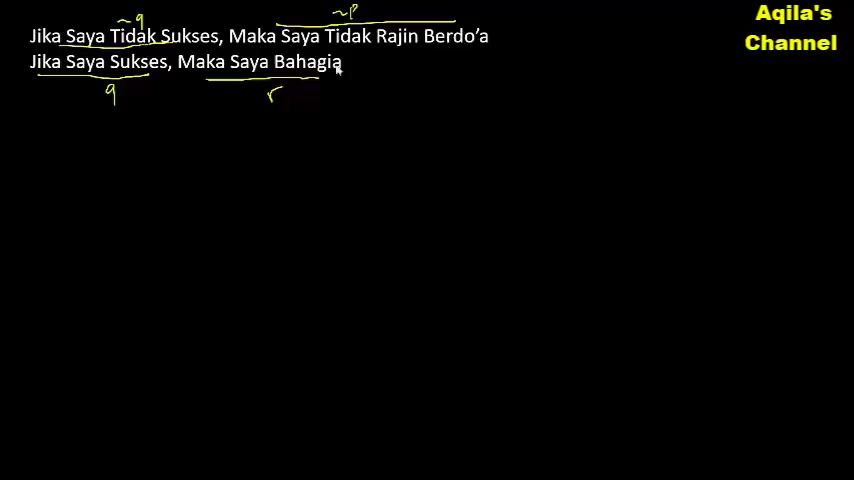 ~q ~p
Jika Saya Tidak Sukses, Maka Saya Tidak Rajin Berdo’a
Jika Saya Sukses, Maka Saya Bahagia
q r
Aqila's
Channel